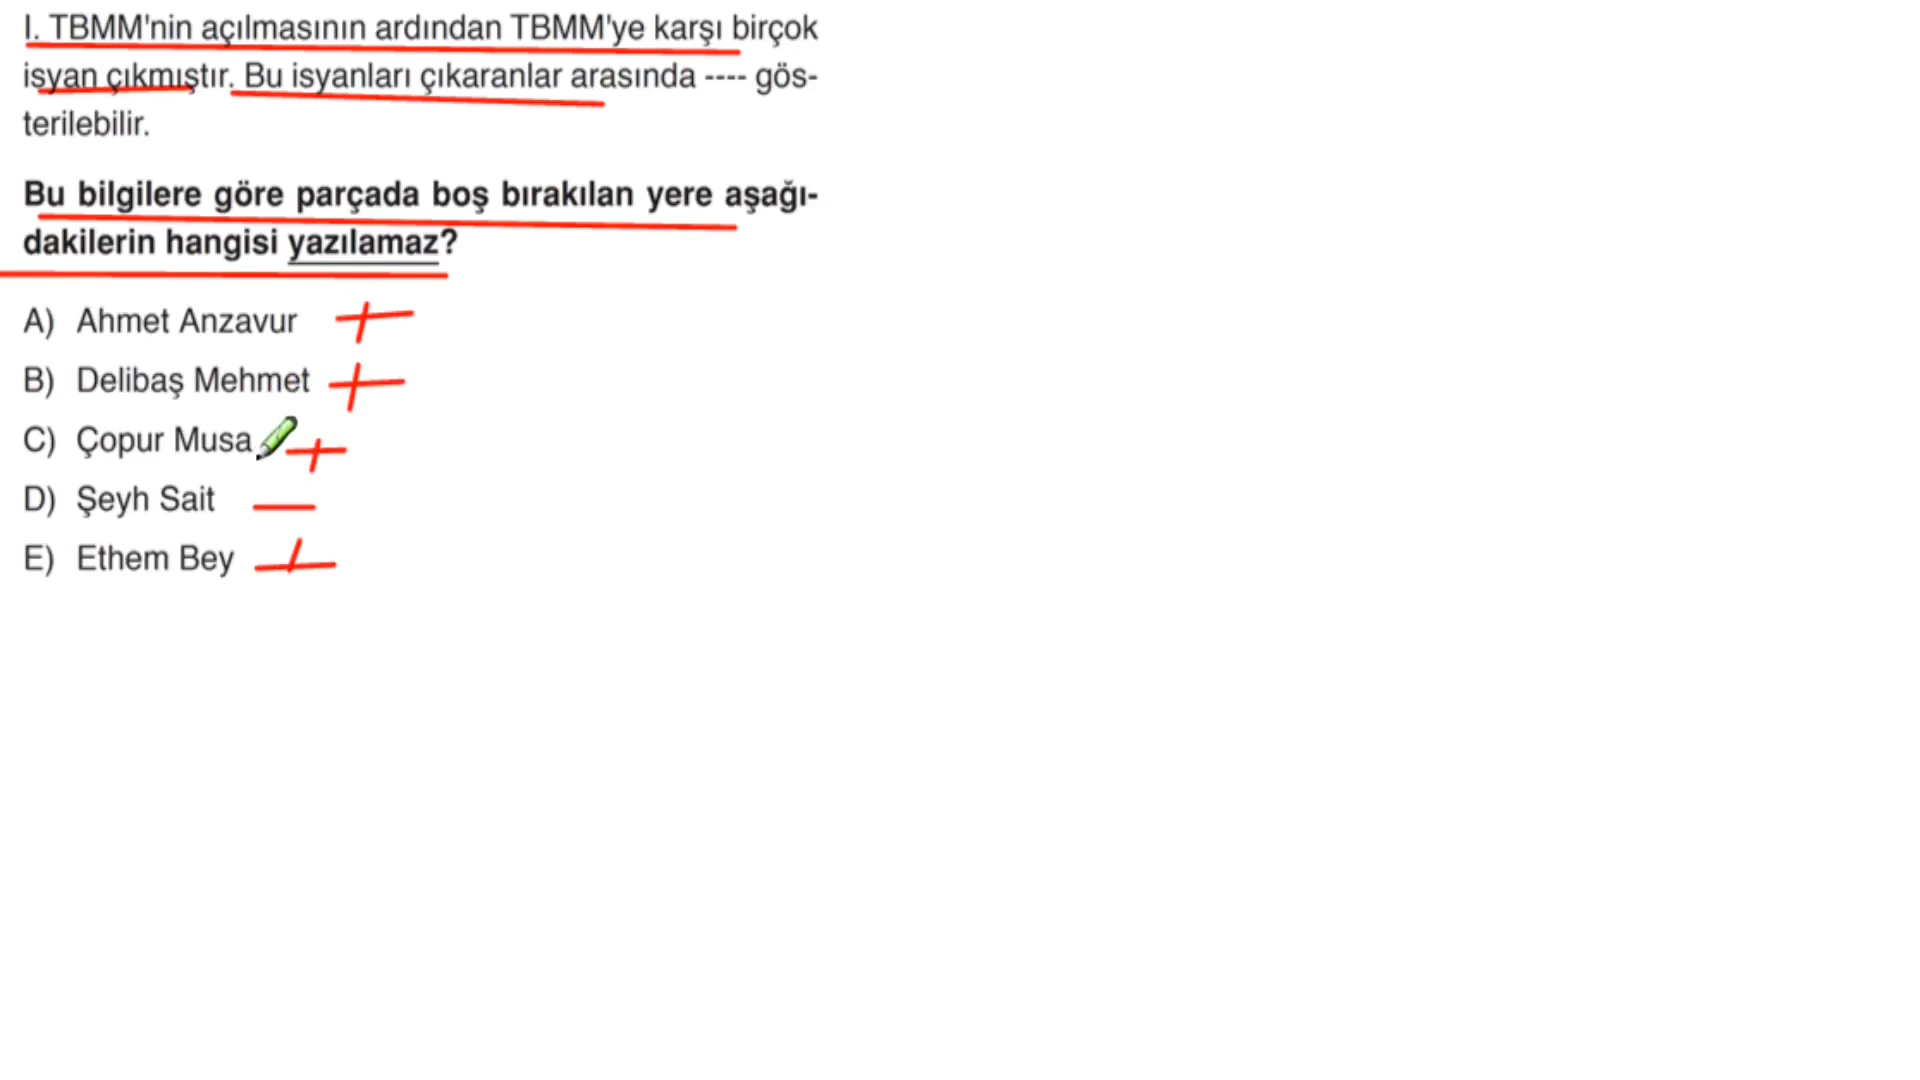 I. TBMM'nin açılmasının ardından TBMM'ye karşı birçok
isyan çıkmıştır. Bu isyanları çıkaranlar arasında ---- gös-
terilebilir.
Bu bilgilere göre parçada boş bırakılan yere aşağı-
dakilerin hangisi yazılamaz?
A) Ahmet Anzavur
B) Delibaş Mehmet
C) Çopur Musa
D) Şeyh Sait
E) Ethem Bey